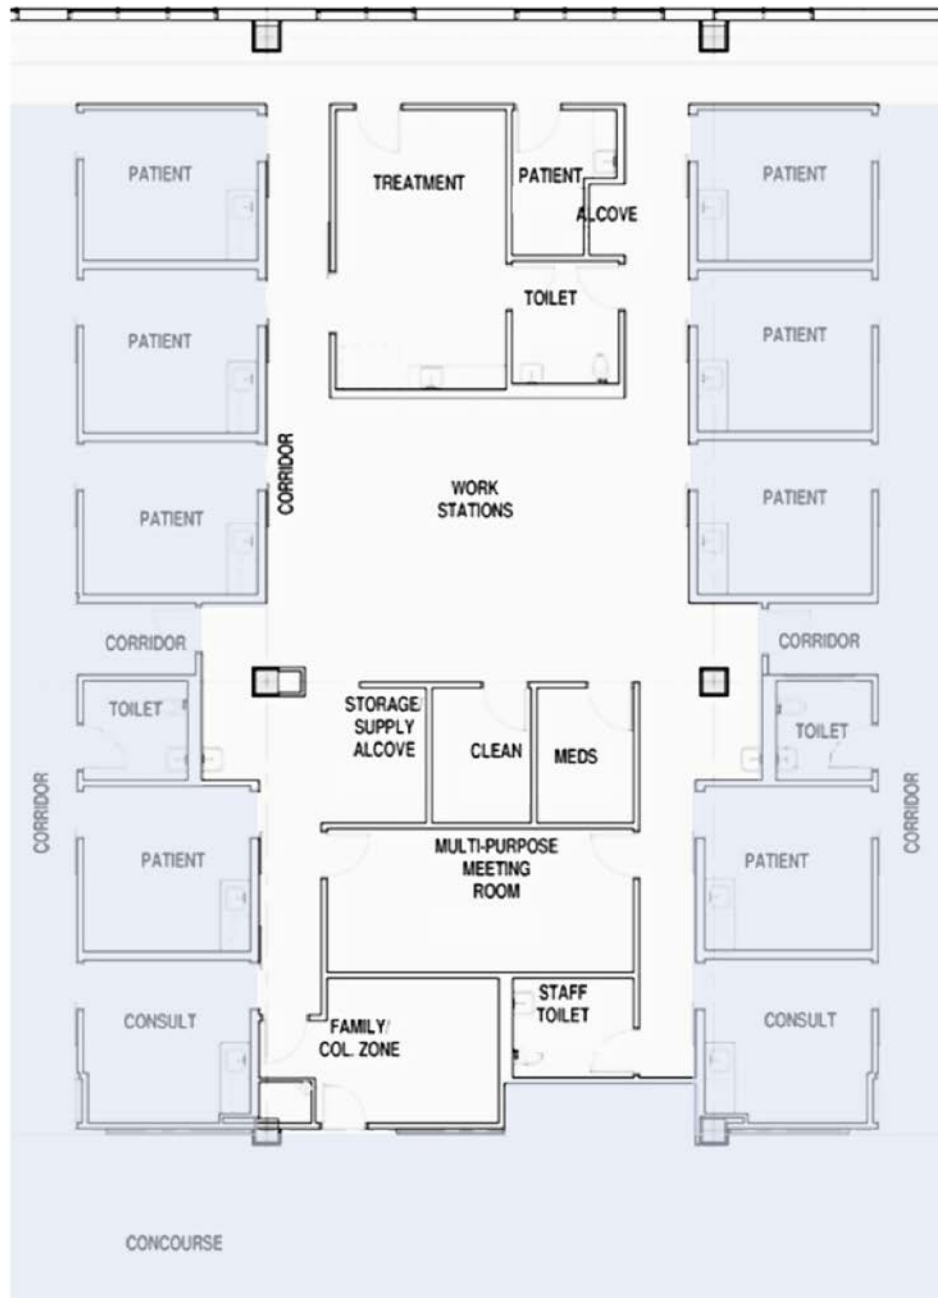 PATIENT
TREATMENT
PATIENT
PATIENT
ALCOVE
TOILET
PATIENT
PATIENT
CORRIDOR
WORK
STATIONS
PATIENT
PATIENT
CORRIDOR
CORRIDOR
TOILET
STORAGE/
SUPPLY
ALCOVE
CLEAN
MEDS
TOILET
CORRIDOR
CORRIDOR
PATIENT
MULTI-PURPOSE
MEETING
ROOM
PATIENT
CONSULT
FAMILY/
COL. ZONE
STAFF
TOILET
CONSULT
CONCOURSE